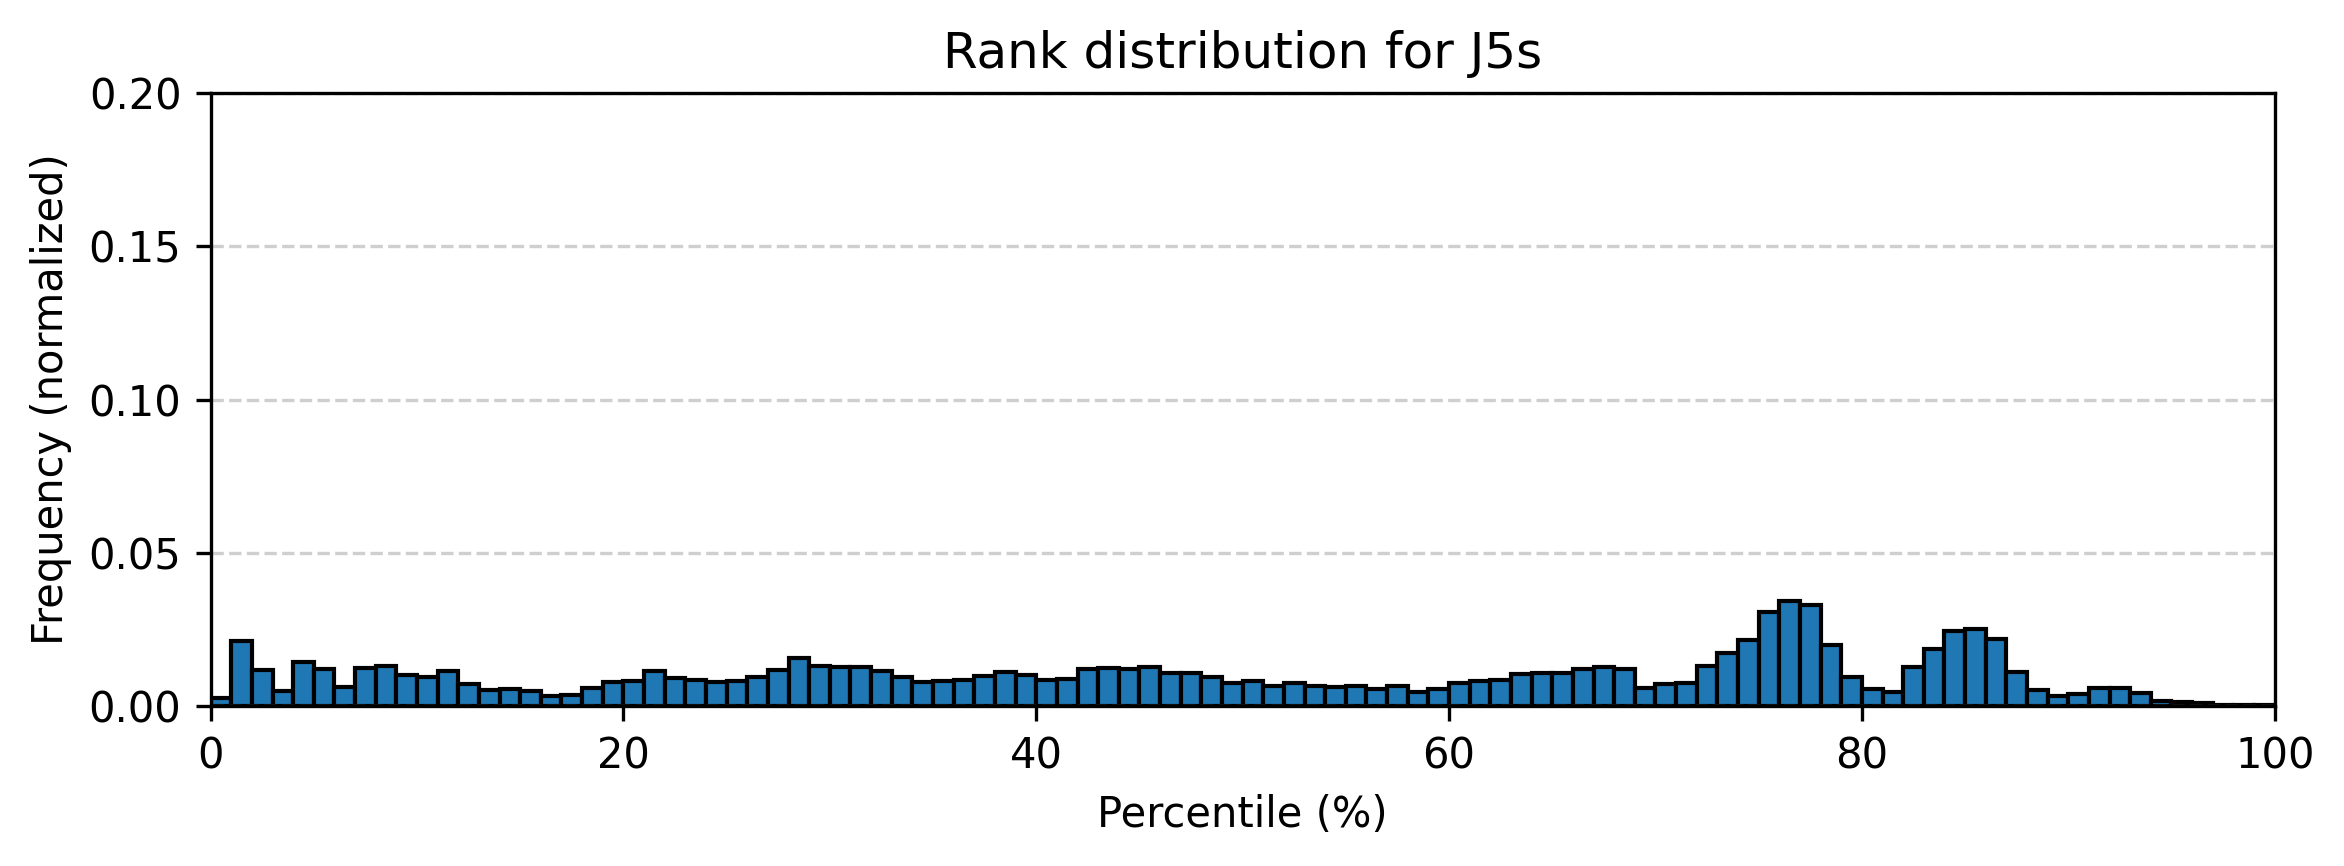 Rank distribution for J5s
Frequency (normalized)
0.20
0.15
0.10
0.05
0.00
0 20 40 60 80 100
Percentile (%)